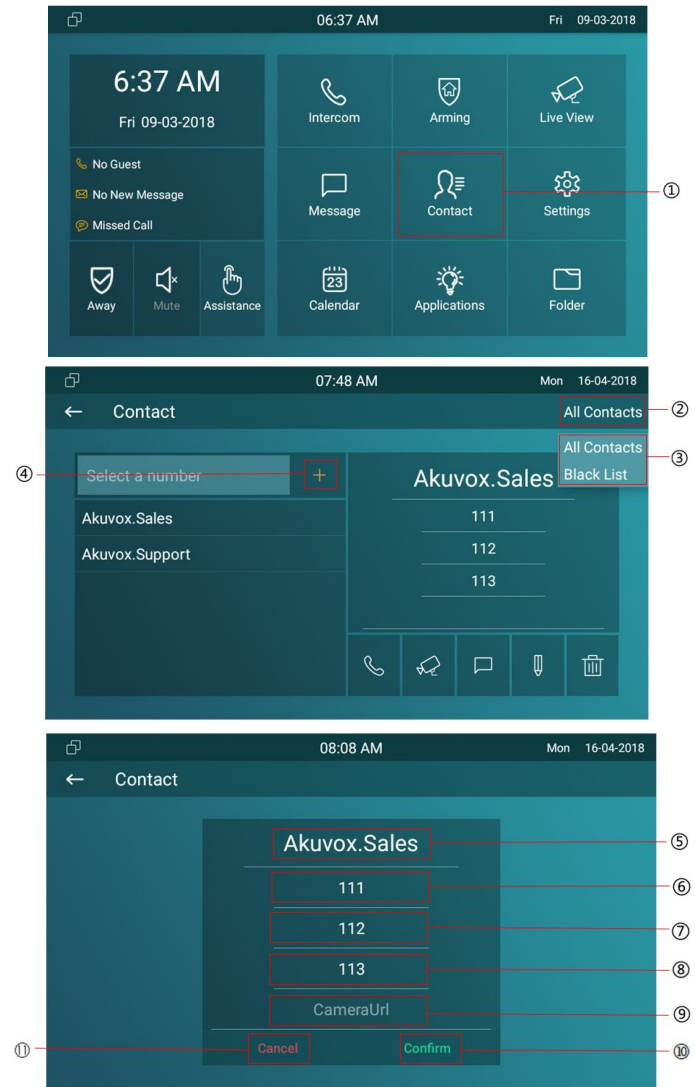 06:37 AM Fri 09-03-2018
6:37 AM
Fri 09-03-2018
No Guest
No New Message
Missed Call
Away Mute Assistance
Intercom Arming Live View
Message Contact Settings
①
23
Calendar Applications Folder
07:48 AM Mon 16-04-2018
Contact All Contacts ②
All Contacts
Black List
③
④ Select a number +
Akuvox.Sales
Akuvox.Support
Akuvox.Sales
111
112
113
08:08 AM Mon 16-04-2018
Contact
Akuvox.Sales ⑤
111 ⑥
112 ⑦
113 ⑧
CameraUrl ⑨
⑪ Cancel Confirm ⑩